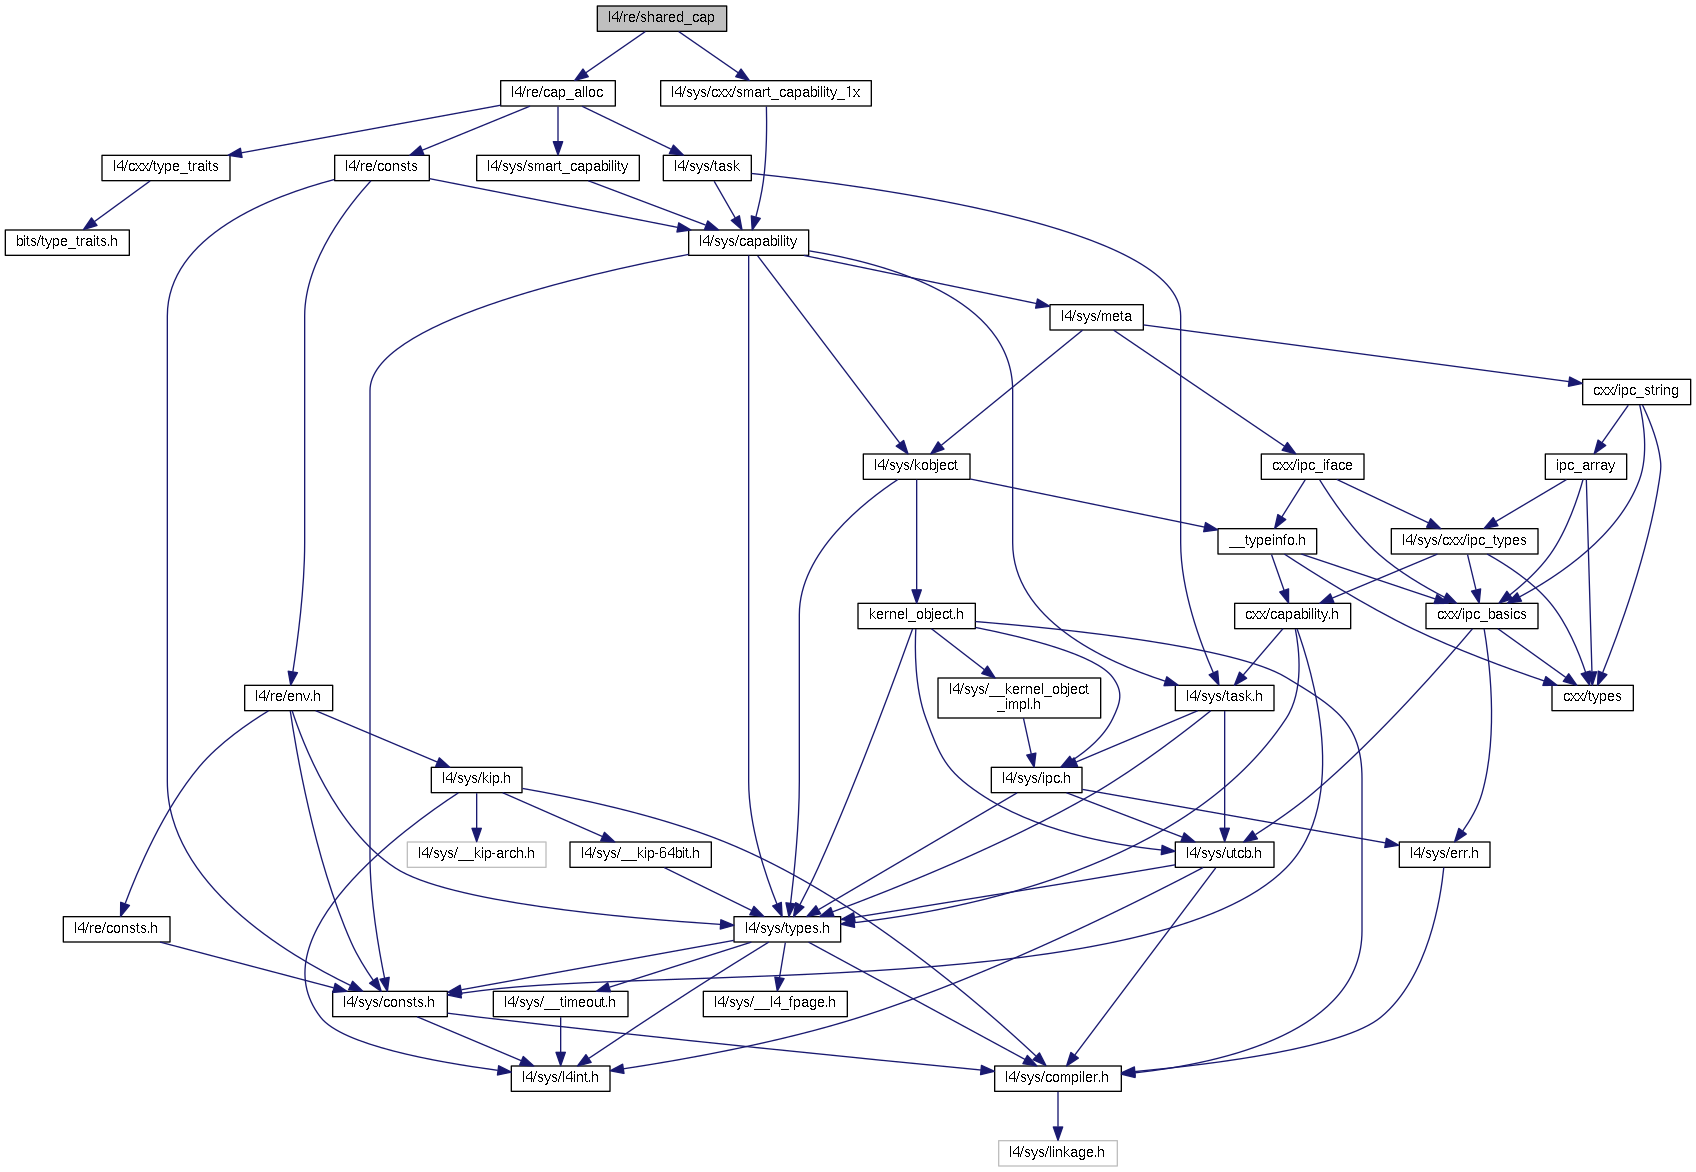 l4/re/shared_cap
l4/re/cap_alloc
l4/sys/cxx/smart_capability_1x
l4/cxx/type_traits
l4/re/consts
l4/sys/smart_capability
l4/sys/task
bits/type_traits.h
l4/sys/capability
l4/sys/meta
cxx/ipc_string
l4/sys/kobject
cxx/ipc_iface
ipc_array
__typeinfo.h
l4/sys/cxx/ipc_types
kernel_object.h
cxx/capability.h
cxx/ipc_basics
l4/re/env.h
l4/sys/__kernel_object
_impl.h
l4/sys/task.h
cxx/types
l4/sys/kip.h
l4/sys/ipc.h
l4/sys/__kip-arch.h
l4/sys/__kip-64bit.h
l4/sys/utcb.h
l4/sys/err.h
l4/re/consts.h
l4/sys/types.h
l4/sys/consts.h
l4/sys/__timeout.h
l4/sys/__l4_fpage.h
l4/sys/l4int.h
l4/sys/compiler.h
l4/sys/linkage.h